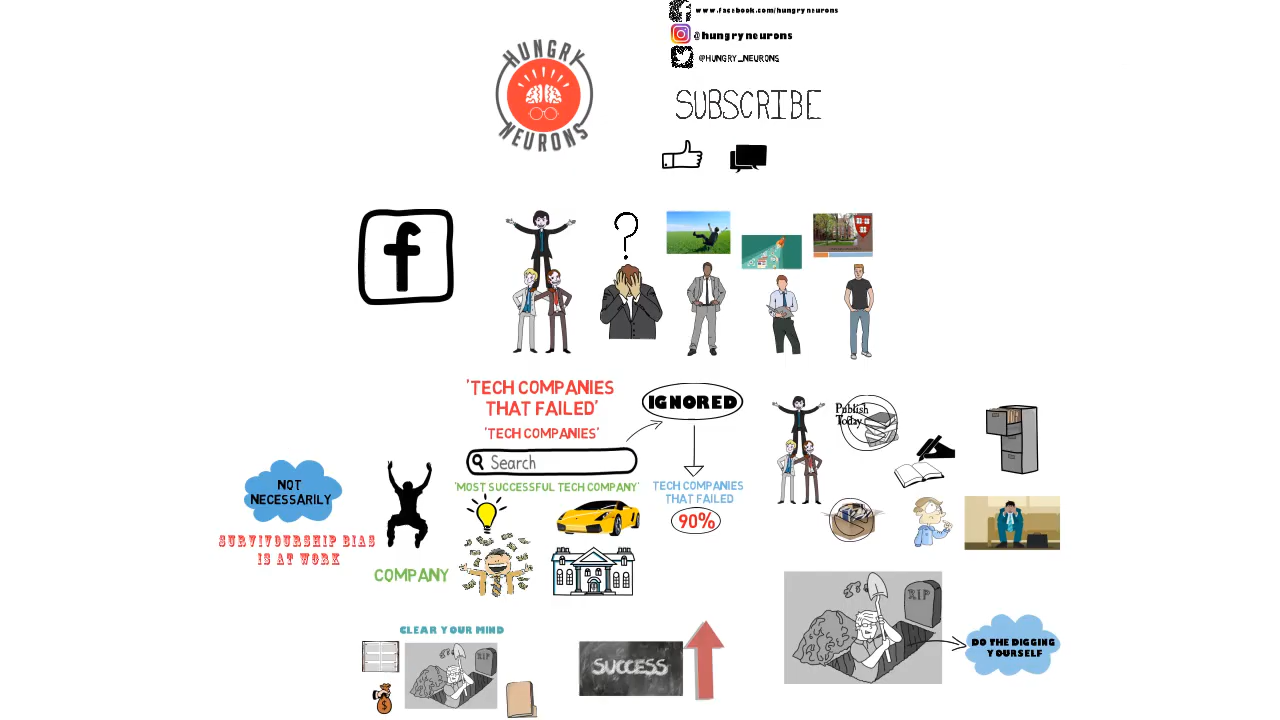 www.facebook.com/hungryneurons
@hungryneurons
@HUNGRY_NEURONS
HUNGRY
NEURONS
SUBSCRIBE
f
?
'TECH COMPANIES
THAT FAILED'
'TECH COMPANIES'
Search
'MOST SUCCESSFUL TECH COMPANY'
IGNORED
TECH COMPANIES
THAT FAILED
90%
Publish
Today
NOT
NECESSARILY
SURVIVOURSHIP BIAS
IS AT WORK
COMPANY
CLEAR YOUR MIND
RIP
$
SUCCESS
RIP
DO THE DIGGING
YOURSELF